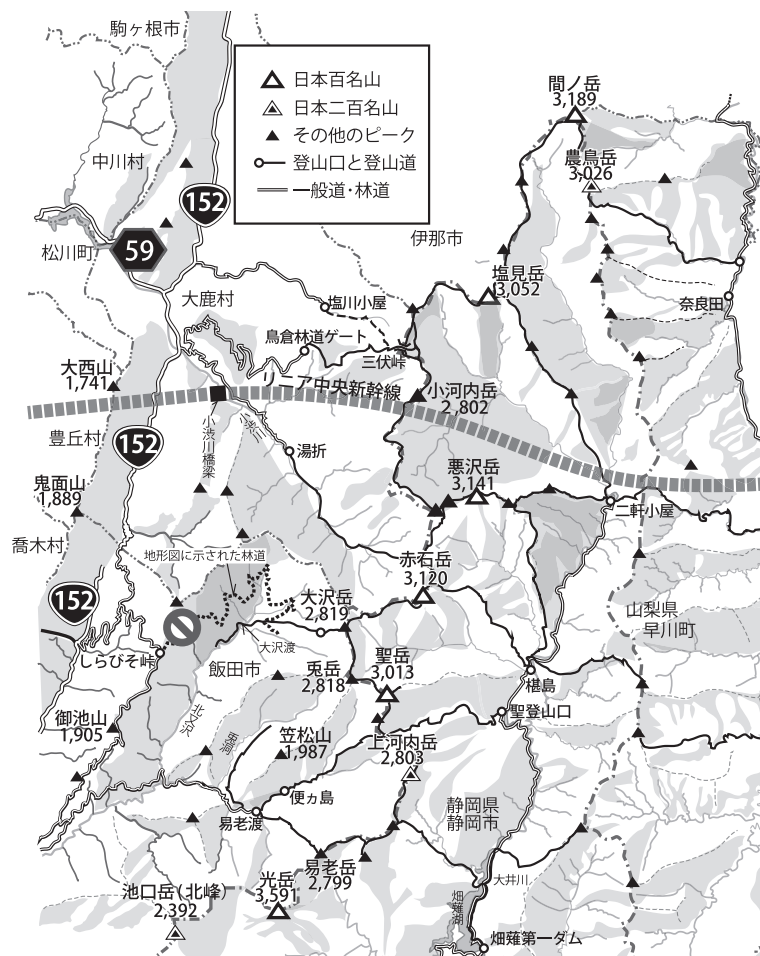 駒ヶ根市
日本百名山
日本二百名山
その他のピーク
登山口と登山道
一般道・林道
間ノ岳
3,189
農鳥岳
3,026
中川村
152
59
松川町
伊那市
塩見岳
3,052
大鹿村
塩川小屋
奈良田
鳥倉林道ゲート
三伏峠
大西山
1,741
リニア中央新幹線
小河内岳
2,802
小渋川橋梁
小渋川
豊丘村
152
湯折
悪沢岳
3,141
鬼面山
1,889
二軒小屋
喬木村
地形図に示された林道
赤石岳
3,120
152
大沢岳
2,819
山梨県
早川町
大沢渡
しらびそ峠
飯田市
兎岳
2,818
聖岳
3,013
椹島
聖登山口
御池山
1,905
北又沢
笠松山
1,987
上河内岳
2,803
便ヵ島
静岡県
静岡市
易老渡
易老岳
2,799
光岳
3,591
大井川
池口岳(北峰)
2,392
畑薙湖
畑薙第一ダム